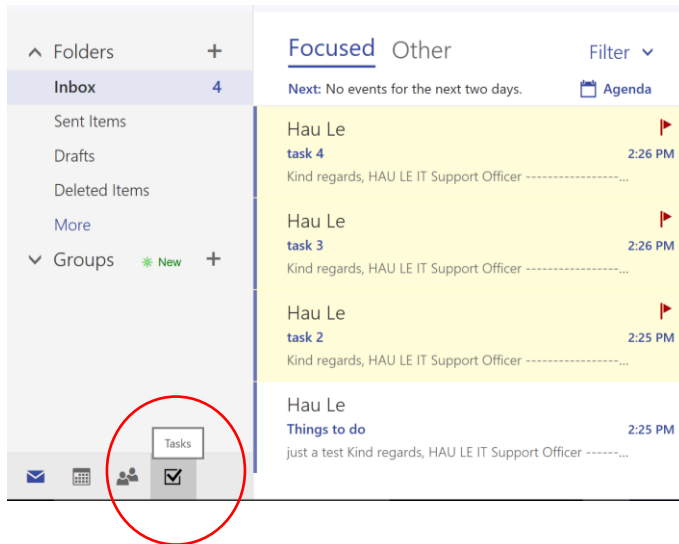 Folders +
Inbox 4
Sent Items
Drafts
Deleted Items
More
Groups New +
Tasks
Focused Other Filter
Next: No events for the next two days. Agenda
Hau Le
task 4 2:26 PM
Kind regards, HAU LE IT Support Officer -----------------...
Hau Le
task 3 2:26 PM
Kind regards, HAU LE IT Support Officer -----------------...
Hau Le
task 2 2:25 PM
Kind regards, HAU LE IT Support Officer -----------------...
Hau Le
Things to do 2:25 PM
just a test Kind regards, HAU LE IT Support Officer ------...